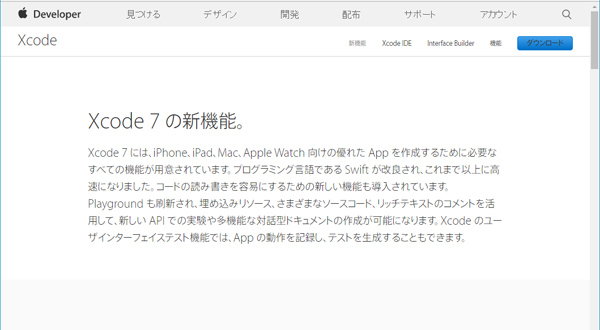 Developer 見つける デザイン 開発 配布 サポート アカウント
Xcode 新機能 Xcode IDE Interface Builder 機能 ダウンロード
Xcode 7 の新機能。
Xcode 7 には、iPhone、iPad、Mac、Apple Watch 向けの優れた App を作成するために必要な
すべての機能が用意されています。プログラミング言語である Swift が改良され、これまで以上に高
速になりました。コードの読み書きを容易にするための新しい機能も導入されています。
Playground も刷新され、埋め込みリソース、さまざまなソースコード、リッチテキストのコメントを活
用して、新しい API での実験や多機能な対話型ドキュメントの作成が可能になります。Xcode のユー
ザインターフェイステスト機能では、App の動作を記録し、テストを生成することもできます。